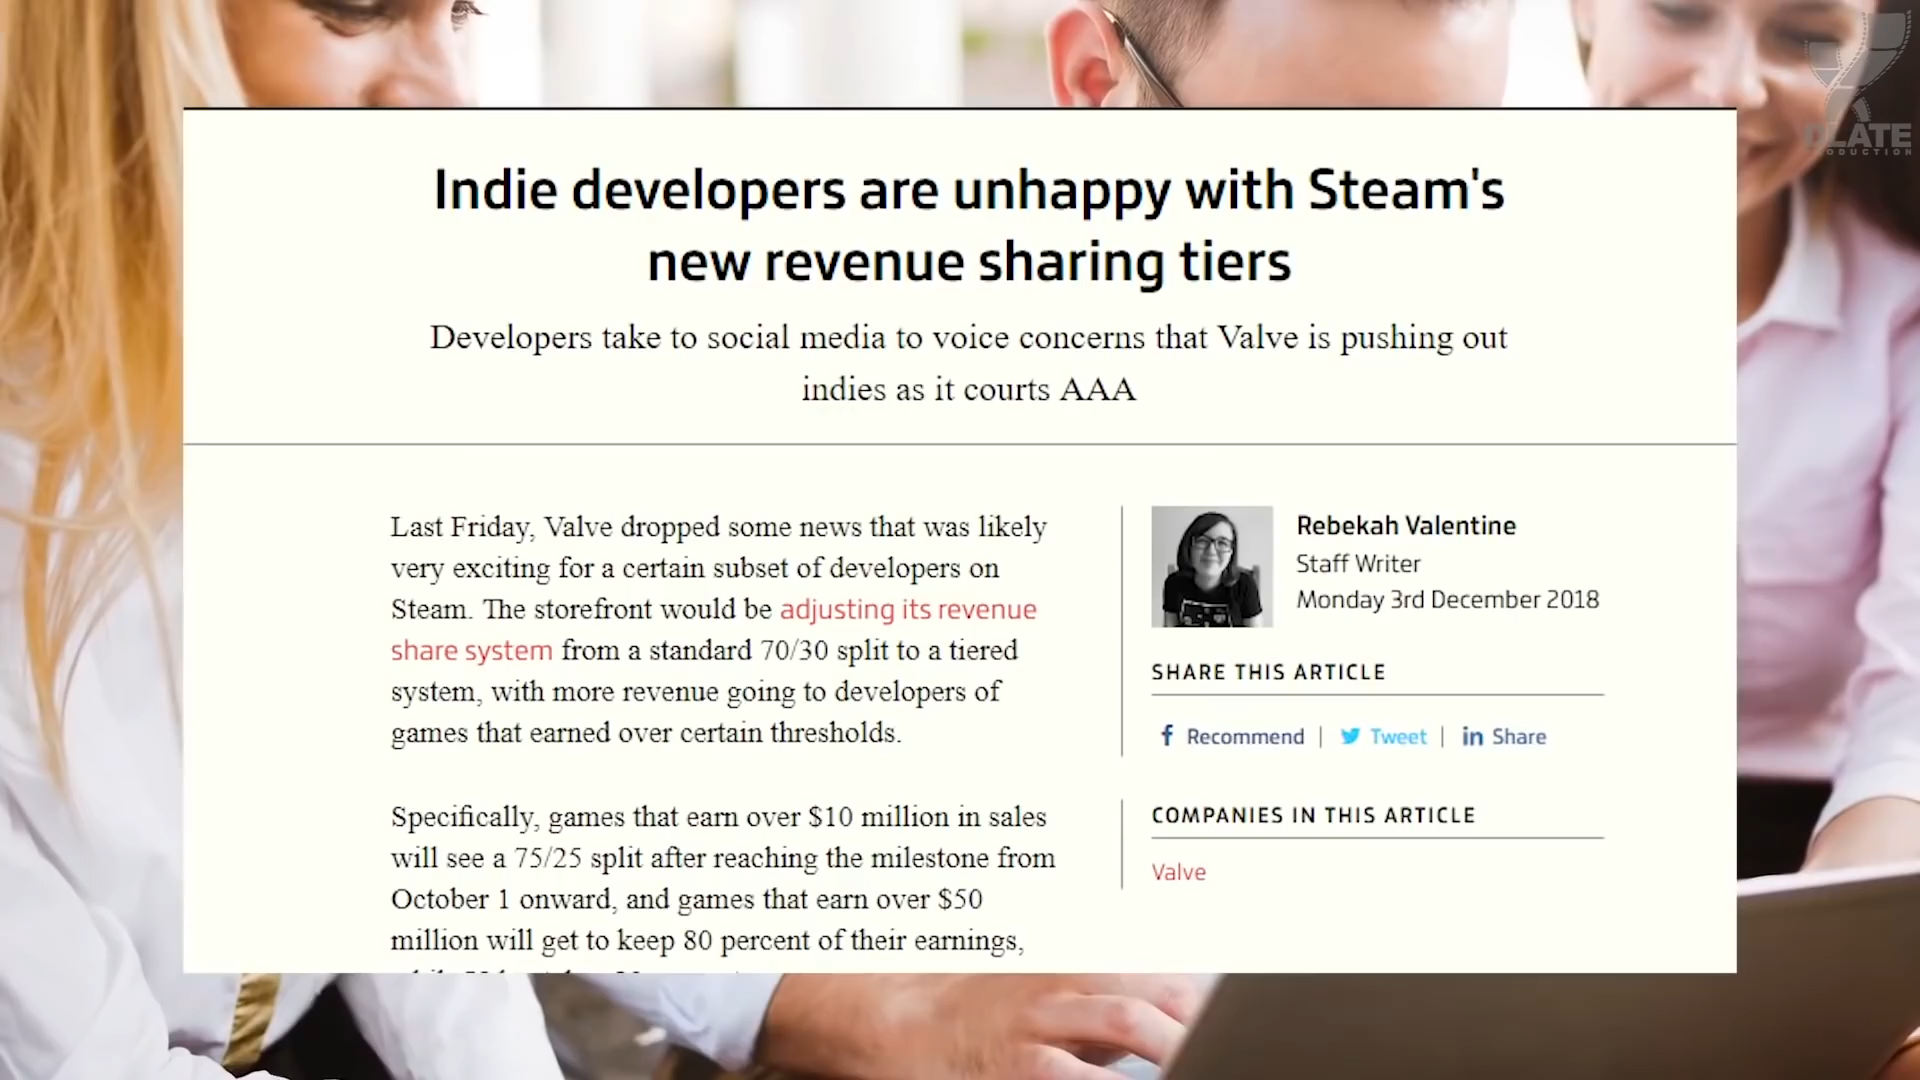 Indie developers are unhappy with Steam's
new revenue sharing tiers
Developers take to social media to voice concerns that Valve is pushing out
indies as it courts AAA
Last Friday, Valve dropped some news that was likely
very exciting for a certain subset of developers on
Steam. The storefront would be adjusting its revenue
share system from a standard 70/30 split to a tiered
system, with more revenue going to developers of
games that earned over certain thresholds.
Specifically, games that earn over $10 million in sales
will see a 75/25 split after reaching the milestone from
October 1 onward, and games that earn over $50
million will get to keep 80 percent of their earnings,
Rebekah Valentine
Staff Writer
Monday 3rd December 2018
SHARE THIS ARTICLE
Recommend | Tweet | in Share
COMPANIES IN THIS ARTICLE
Valve